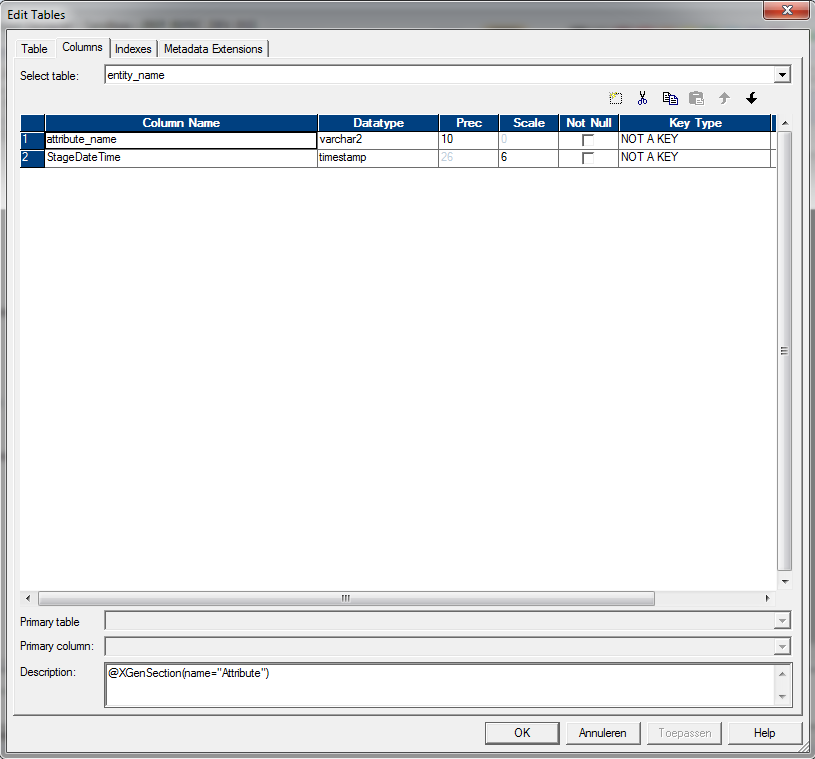 Edit Tables
Table Columns Indexes Metadata Extensions
Select table: entity_name
Column Name Datatype Prec Scale Not Null Key Type
1 attribute_name varchar2 10 0 NOT A KEY
2 StageDateTime timestamp 26 6 NOT A KEY
Primary table
Primary column:
Description: @XGenSection(name="Attribute")
OK Annuleren Toepassen Help